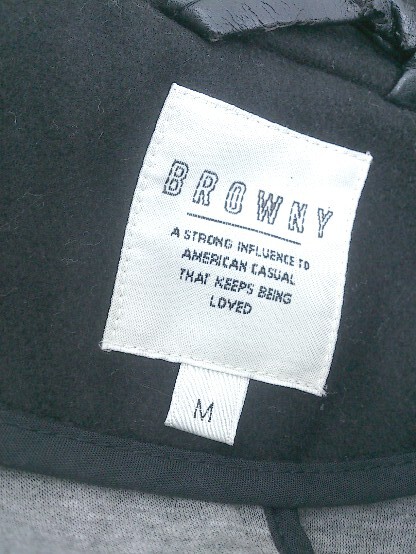 BROWNY
A STRONG INFLUENCE TO
AMERICAN CASUAL
THAT KEEPS BEING
LOVED
M